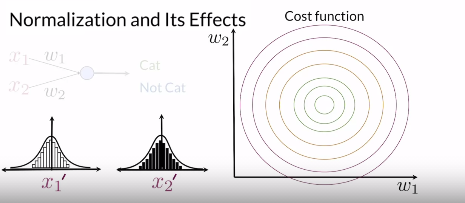 Normalization and Its Effects
Cost function
w₂
x₁ w₁
Cat
x₂ w₂
Not Cat
x₁′
x₂′
w₁